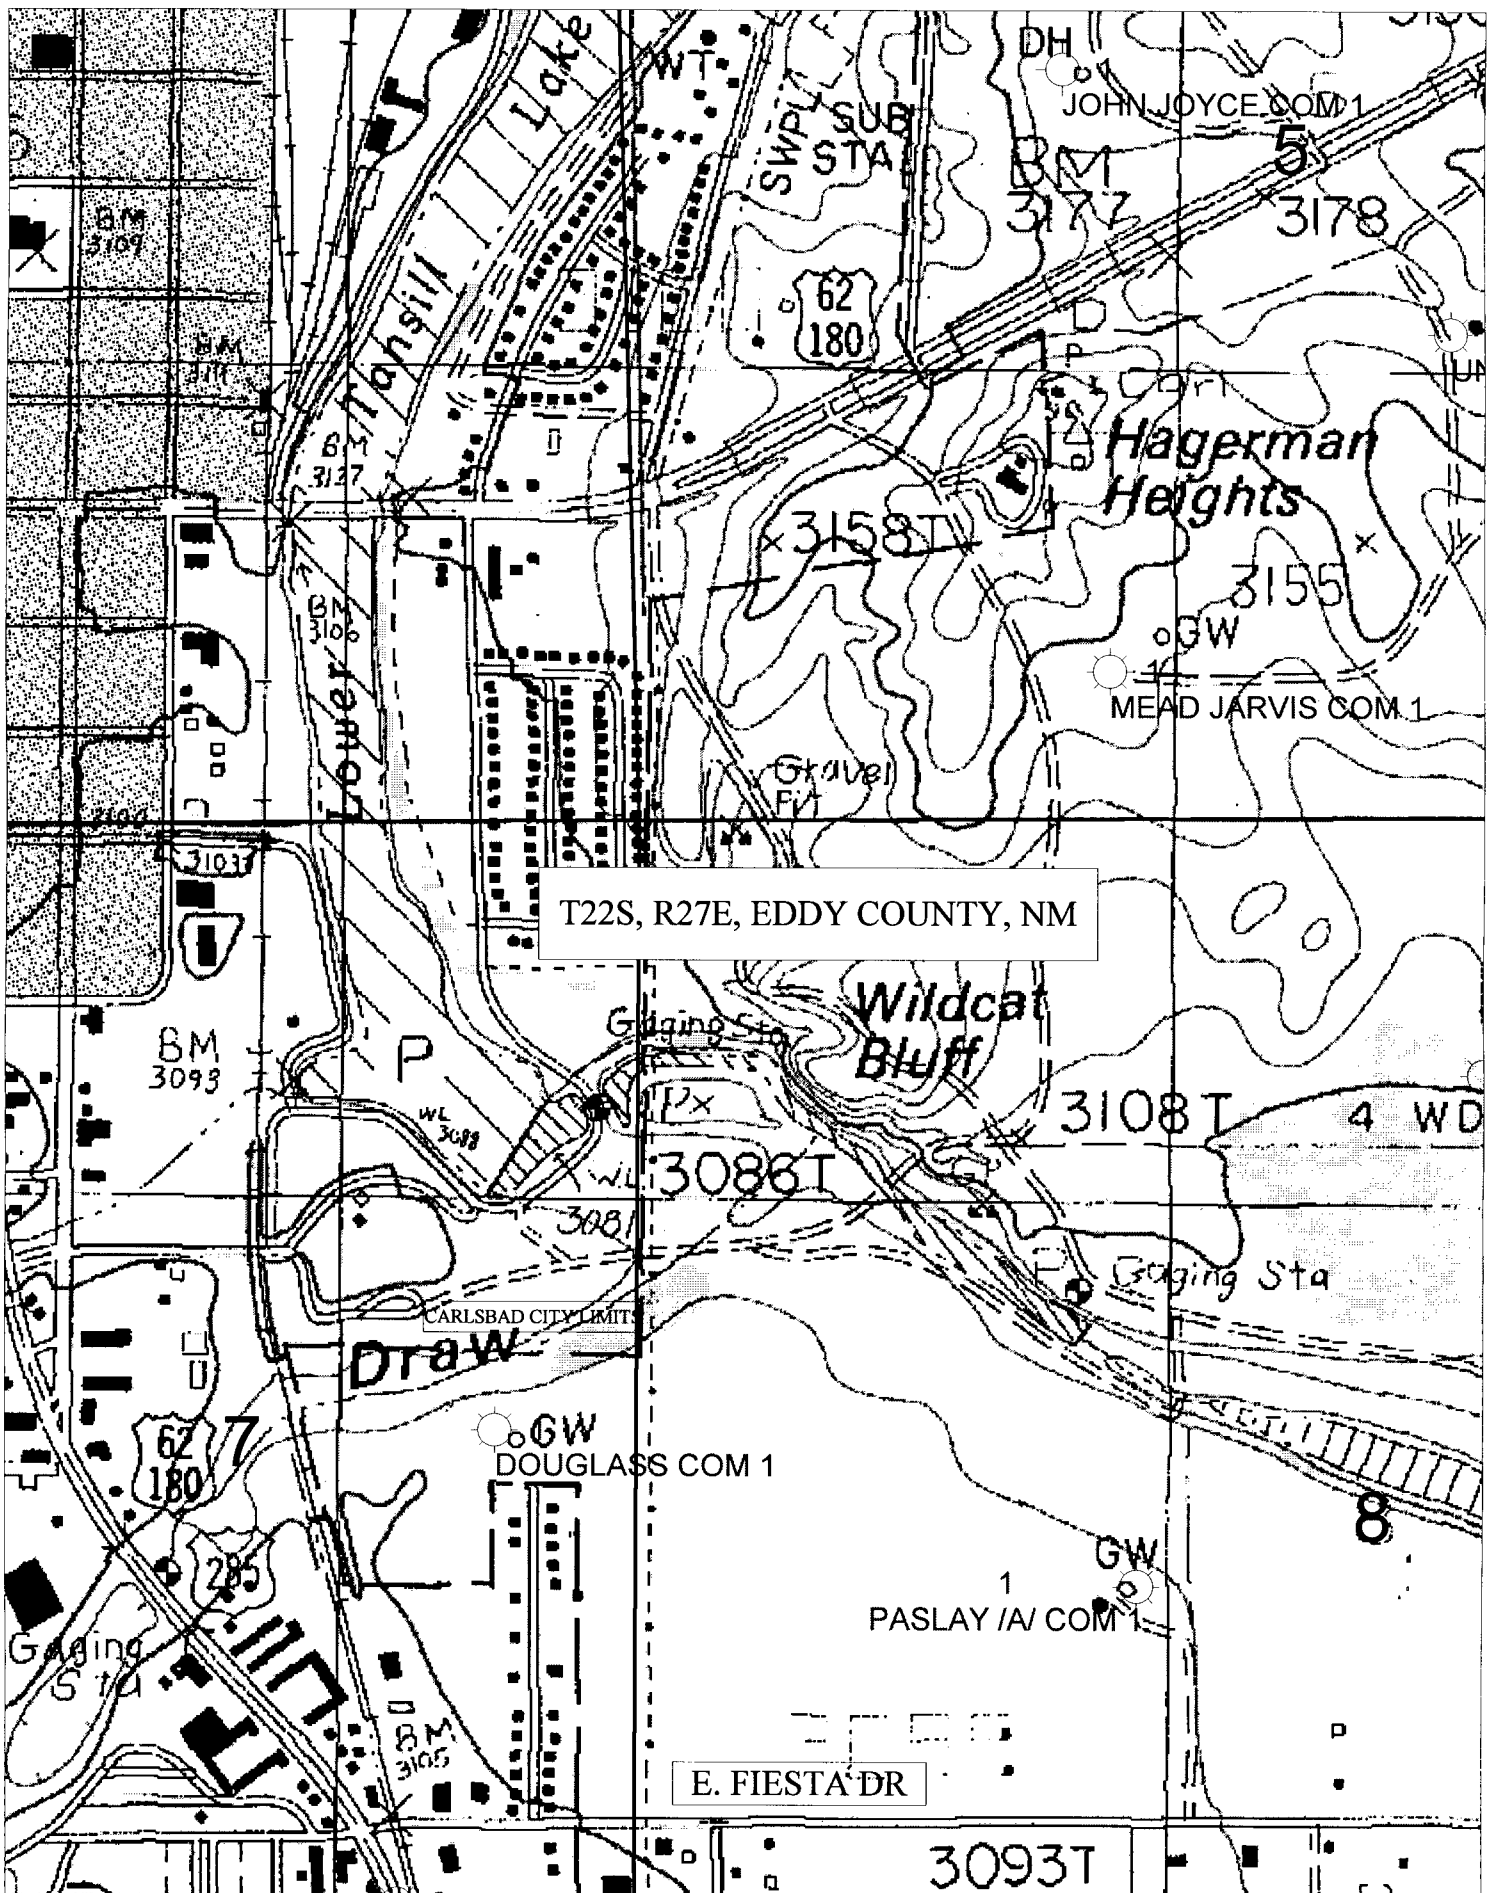 Lake
WT
SWPL
SUB
STA
DH
JOHN JOYCE COM 1
5
BM
3177
3178
BM
3109
62
180
Tansill
BM
3127
Hagerman
Heights
3158T
3155
BM
3106
GW
1
MEAD JARVIS COM 1
Lower
Gravel
Pit
3103
T22S, R27E, EDDY COUNTY, NM
Wildcat
Bluff
Gaging Sta
BM
3093
P
3108T
4 WD
WL
3088
WL
3081
3086T
Gaging Sta
CARLSBAD CITY LIMITS
Draw
62
180
7
GW
DOUGLASS COM 1
8
285
GW
1
PASLAY /A/ COM 1
Gaging
Sta
BM
3105
E. FIESTA DR
3093T